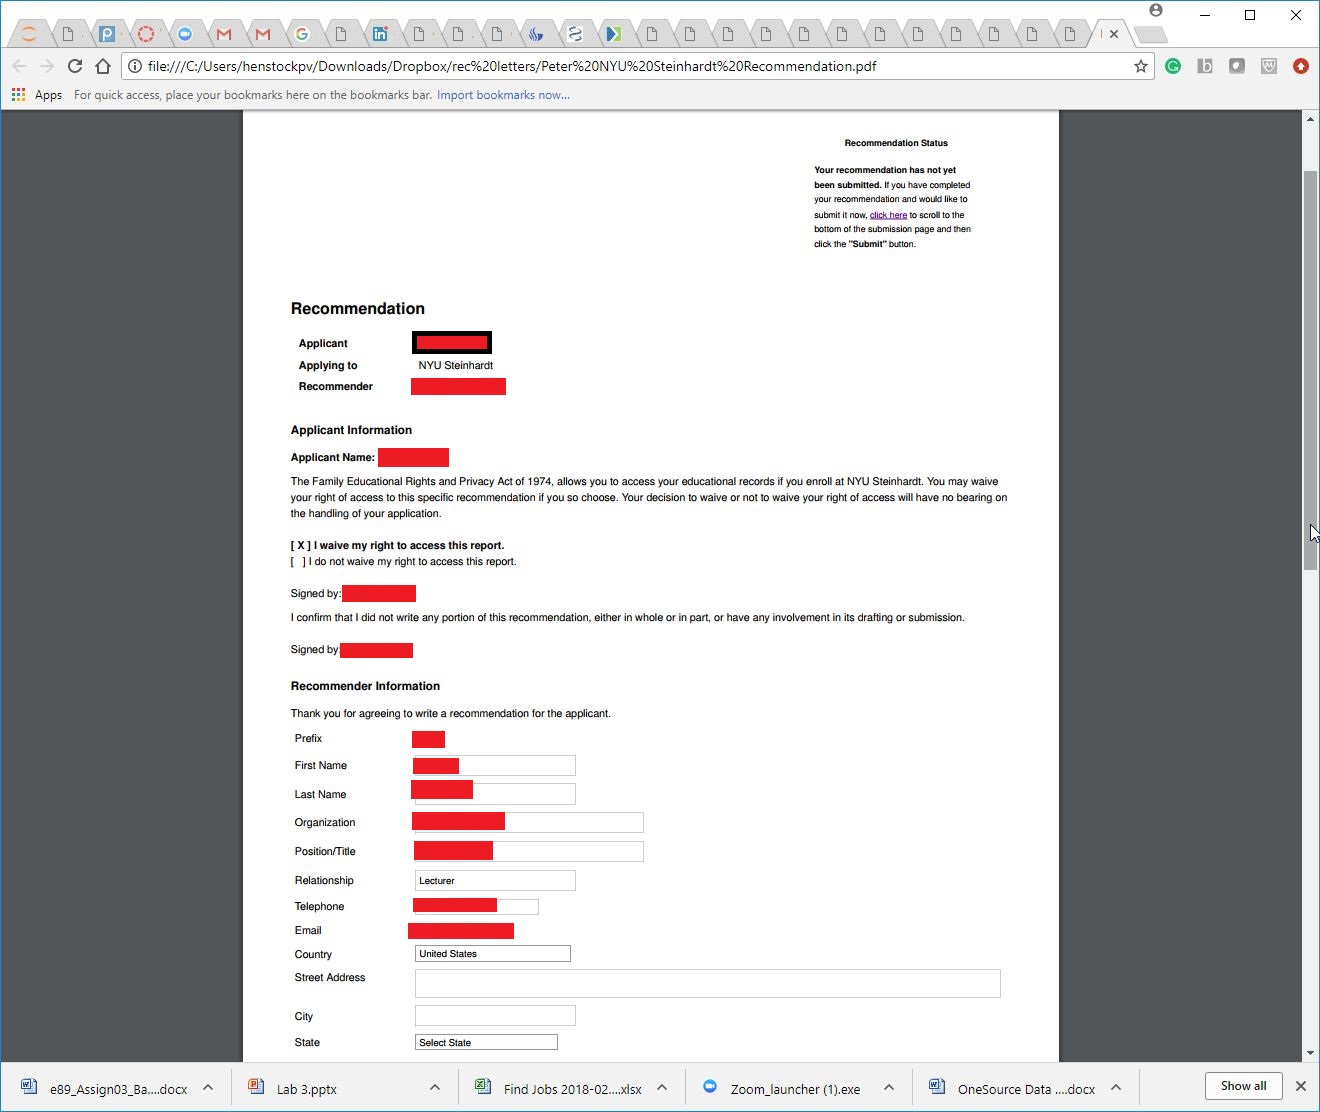 file:///C:/Users/henstockpv/Downloads/Dropbox/rec%20letters/Peter%20NYU%20Steinhardt%20Recommendation.pdf
Apps For quick access, place your bookmarks here on the bookmarks bar. Import bookmarks now...
Recommendation Status
Your recommendation has not yet
been submitted. If you have completed
your recommendation and would like to
submit it now, click here to scroll to the
bottom of the submission page and then
click the "Submit" button.
Recommendation
Applicant
Applying to NYU Steinhardt
Recommender
Applicant Information
Applicant Name:
The Family Educational Rights and Privacy Act of 1974, allows you to access your educational records if you enroll at NYU Steinhardt. You may waive
your right of access to this specific recommendation if you so choose. Your decision to waive or not to waive your right of access will have no bearing on
the handling of your application.
[ X ] I waive my right to access this report.
[ ] I do not waive my right to access this report.
Signed by:
I confirm that I did not write any portion of this recommendation, either in whole or in part, or have any involvement in its drafting or submission.
Signed by
Recommender Information
Thank you for agreeing to write a recommendation for the applicant.
Prefix
First Name
Last Name
Organization
Position/Title
Relationship Lecturer
Telephone
Email
Country United States
Street Address
City
State Select State
e89_Assign03_Ba....docx Lab 3.pptx Find Jobs 2018-02....xlsx Zoom_launcher (1).exe OneSource Data ....docx Show all